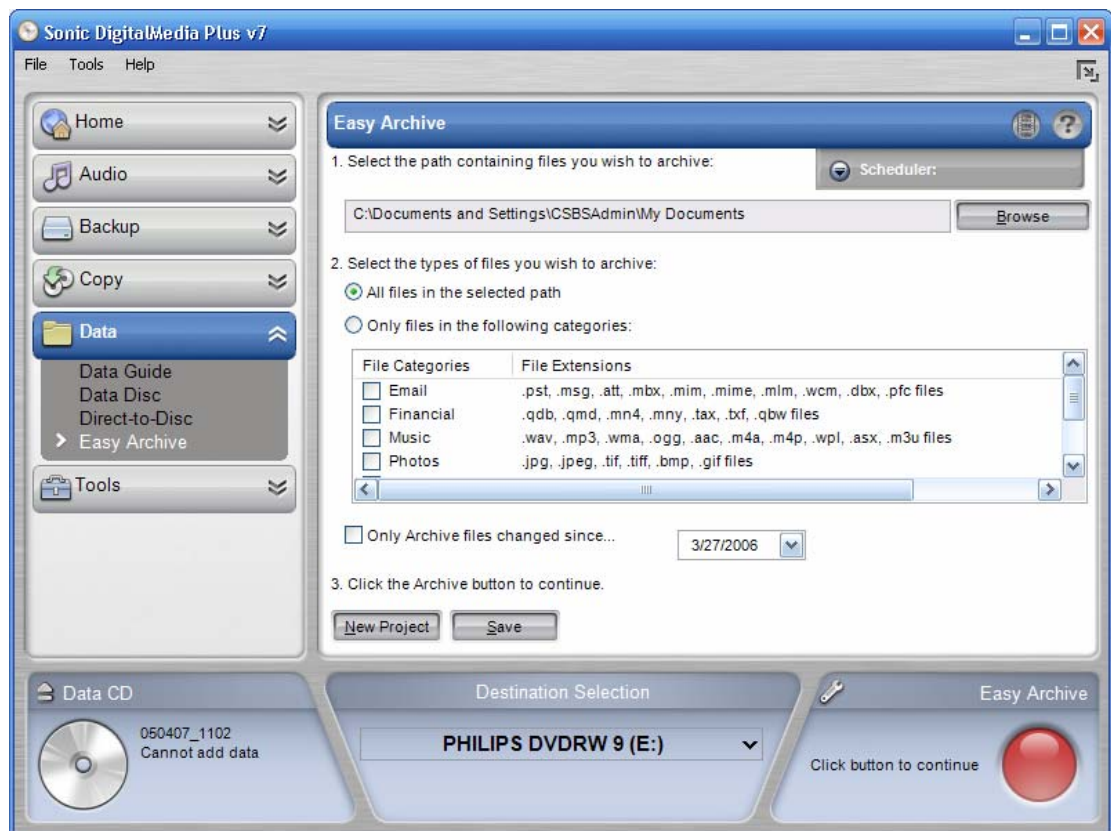 Sonic DigitalMedia Plus v7
File Tools Help
Home
Audio
Backup
Copy
Data
Data Guide
Data Disc
Direct-to-Disc
Easy Archive
Tools
Easy Archive
?
1. Select the path containing files you wish to archive:
Scheduler:
C:\Documents and Settings\CSBSAdmin\My Documents
Browse
2. Select the types of files you wish to archive:
All files in the selected path
Only files in the following categories:
File Categories File Extensions
Email .pst, .msg, .att, .mbx, .mim, .mime, .mlm, .wcm, .dbx, .pfc files
Financial .qdb, .qmd, .mn4, .mny, .tax, .txf, .qbw files
Music .wav, .mp3, .wma, .ogg, .aac, .m4a, .m4p, .wpl, .asx, .m3u files
Photos .jpg, .jpeg, .tif, .tiff, .bmp, .gif files
Only Archive files changed since... 3/27/2006
3. Click the Archive button to continue.
New Project Save
Data CD
050407_1102
Cannot add data
Destination Selection
PHILIPS DVDRW 9 (E:)
Easy Archive
Click button to continue